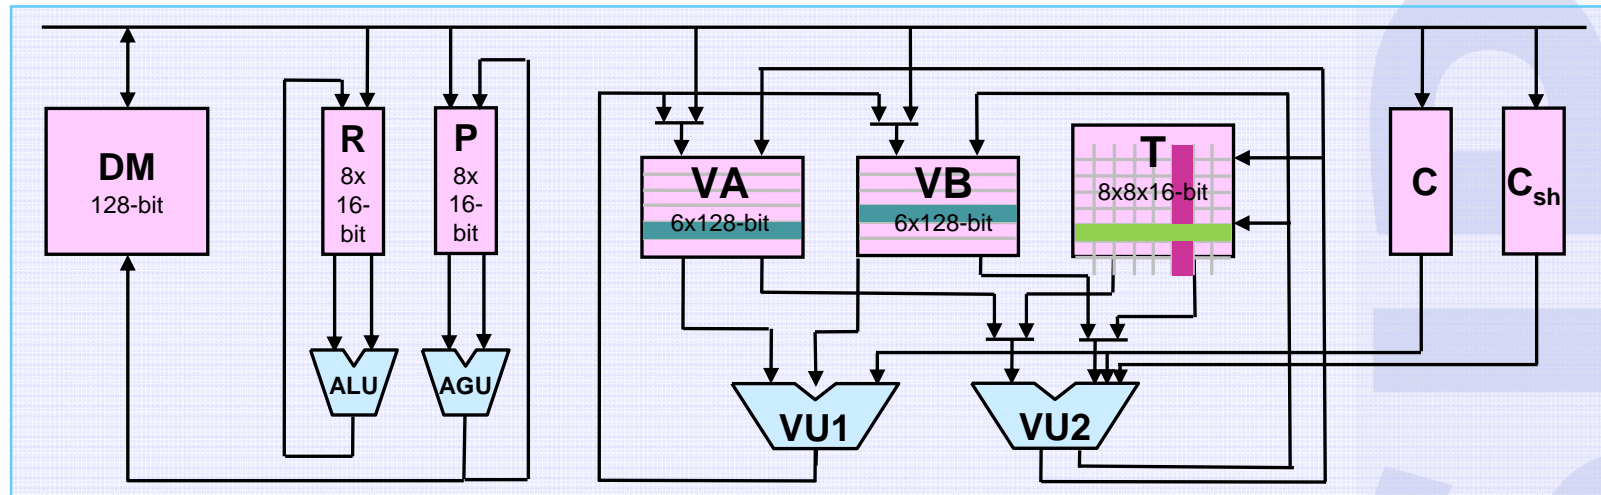 DM
128-bit
R
8x
16-
bit
P
8x
16-
bit
VA
6x128-bit
VB
6x128-bit
T
8x8x16-bit
C
Csh
ALU
AGU
VU1
VU2